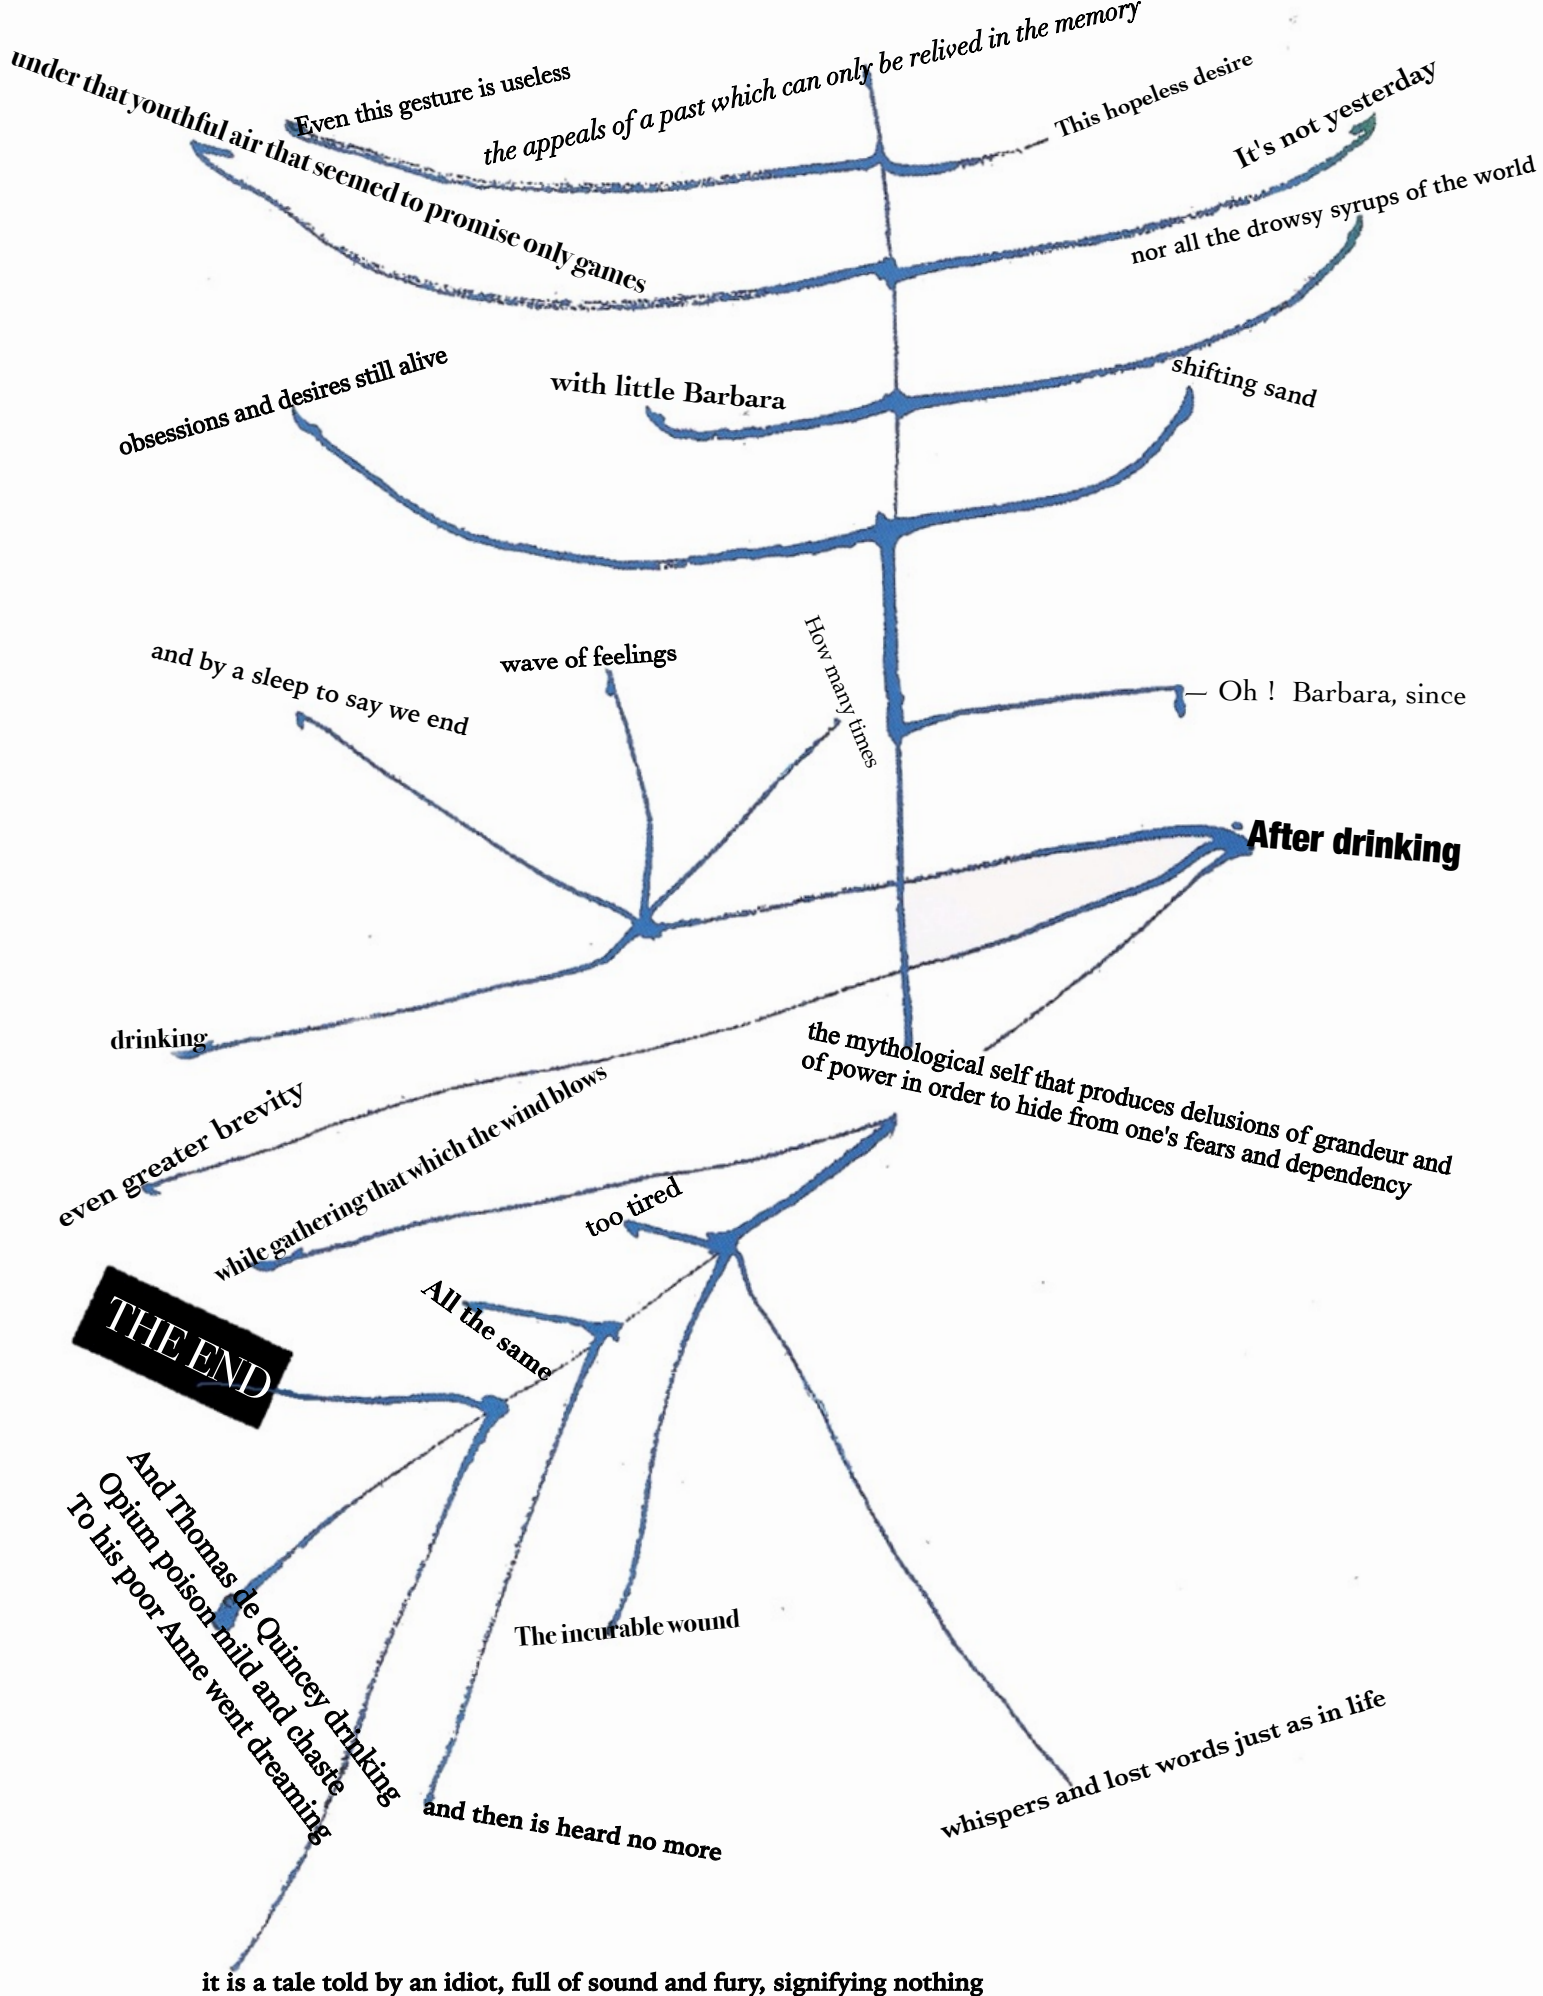 the appeals of a past which can only be relived in the memory
under that youthful air that seemed to promise only games
Even this gesture is useless
This hopeless desire
It's not yesterday
nor all the drowsy syrups of the world
obsessions and desires still alive
with little Barbara
shifting sand
and by a sleep to say we end
wave of feelings
How many times
— Oh ! Barbara, since
After drinking
drinking
the mythological self that produces delusions of grandeur and
of power in order to hide from one's fears and dependency
even greater brevity
while gathering that which the wind blows
too tired
All the same
THE END
And Thomas de Quincey drinking
Opium poison mild and chaste
To his poor Anne went dreaming
The incurable wound
and then is heard no more
whispers and lost words just as in life
it is a tale told by an idiot, full of sound and fury, signifying nothing